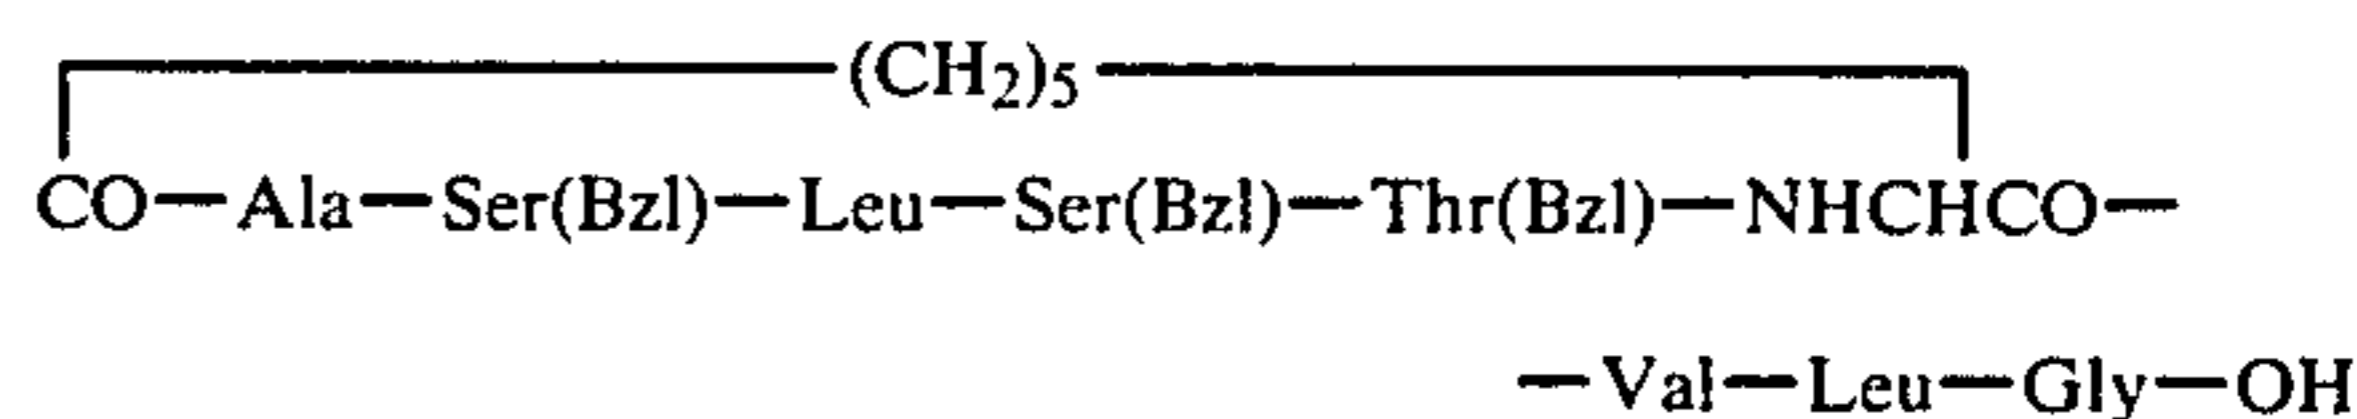 (CH₂)₅
CO—Ala—Ser(Bzl)—Leu—Ser(Bzl)—Thr(Bzl)—NHCHCO—
—Val—Leu—Gly—OH